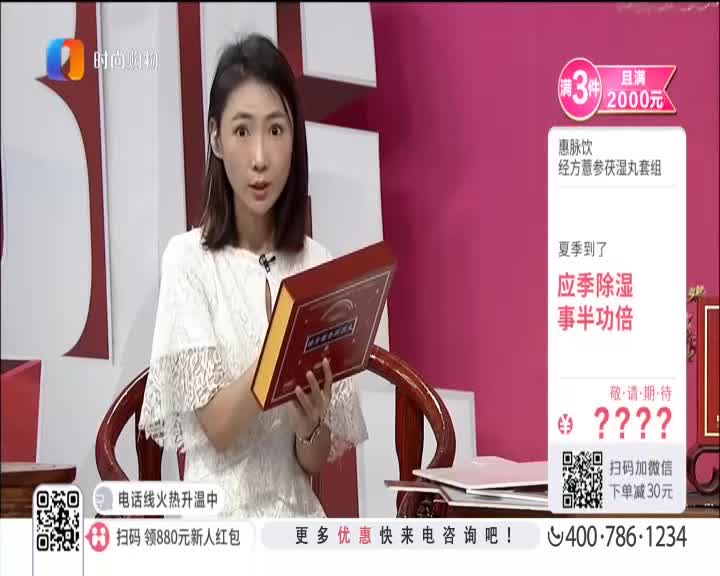 时尚购物
满3件
且满
2000元
惠脉饮
经方薏参茯湿丸套组
夏季到了
应季除湿
事半功倍
敬·请·期·待
¥ ????
扫码加微信
下单减30元
电话线火热升温中
扫码 领880元新人红包
更多优惠快来电咨询吧！
400·786·1234